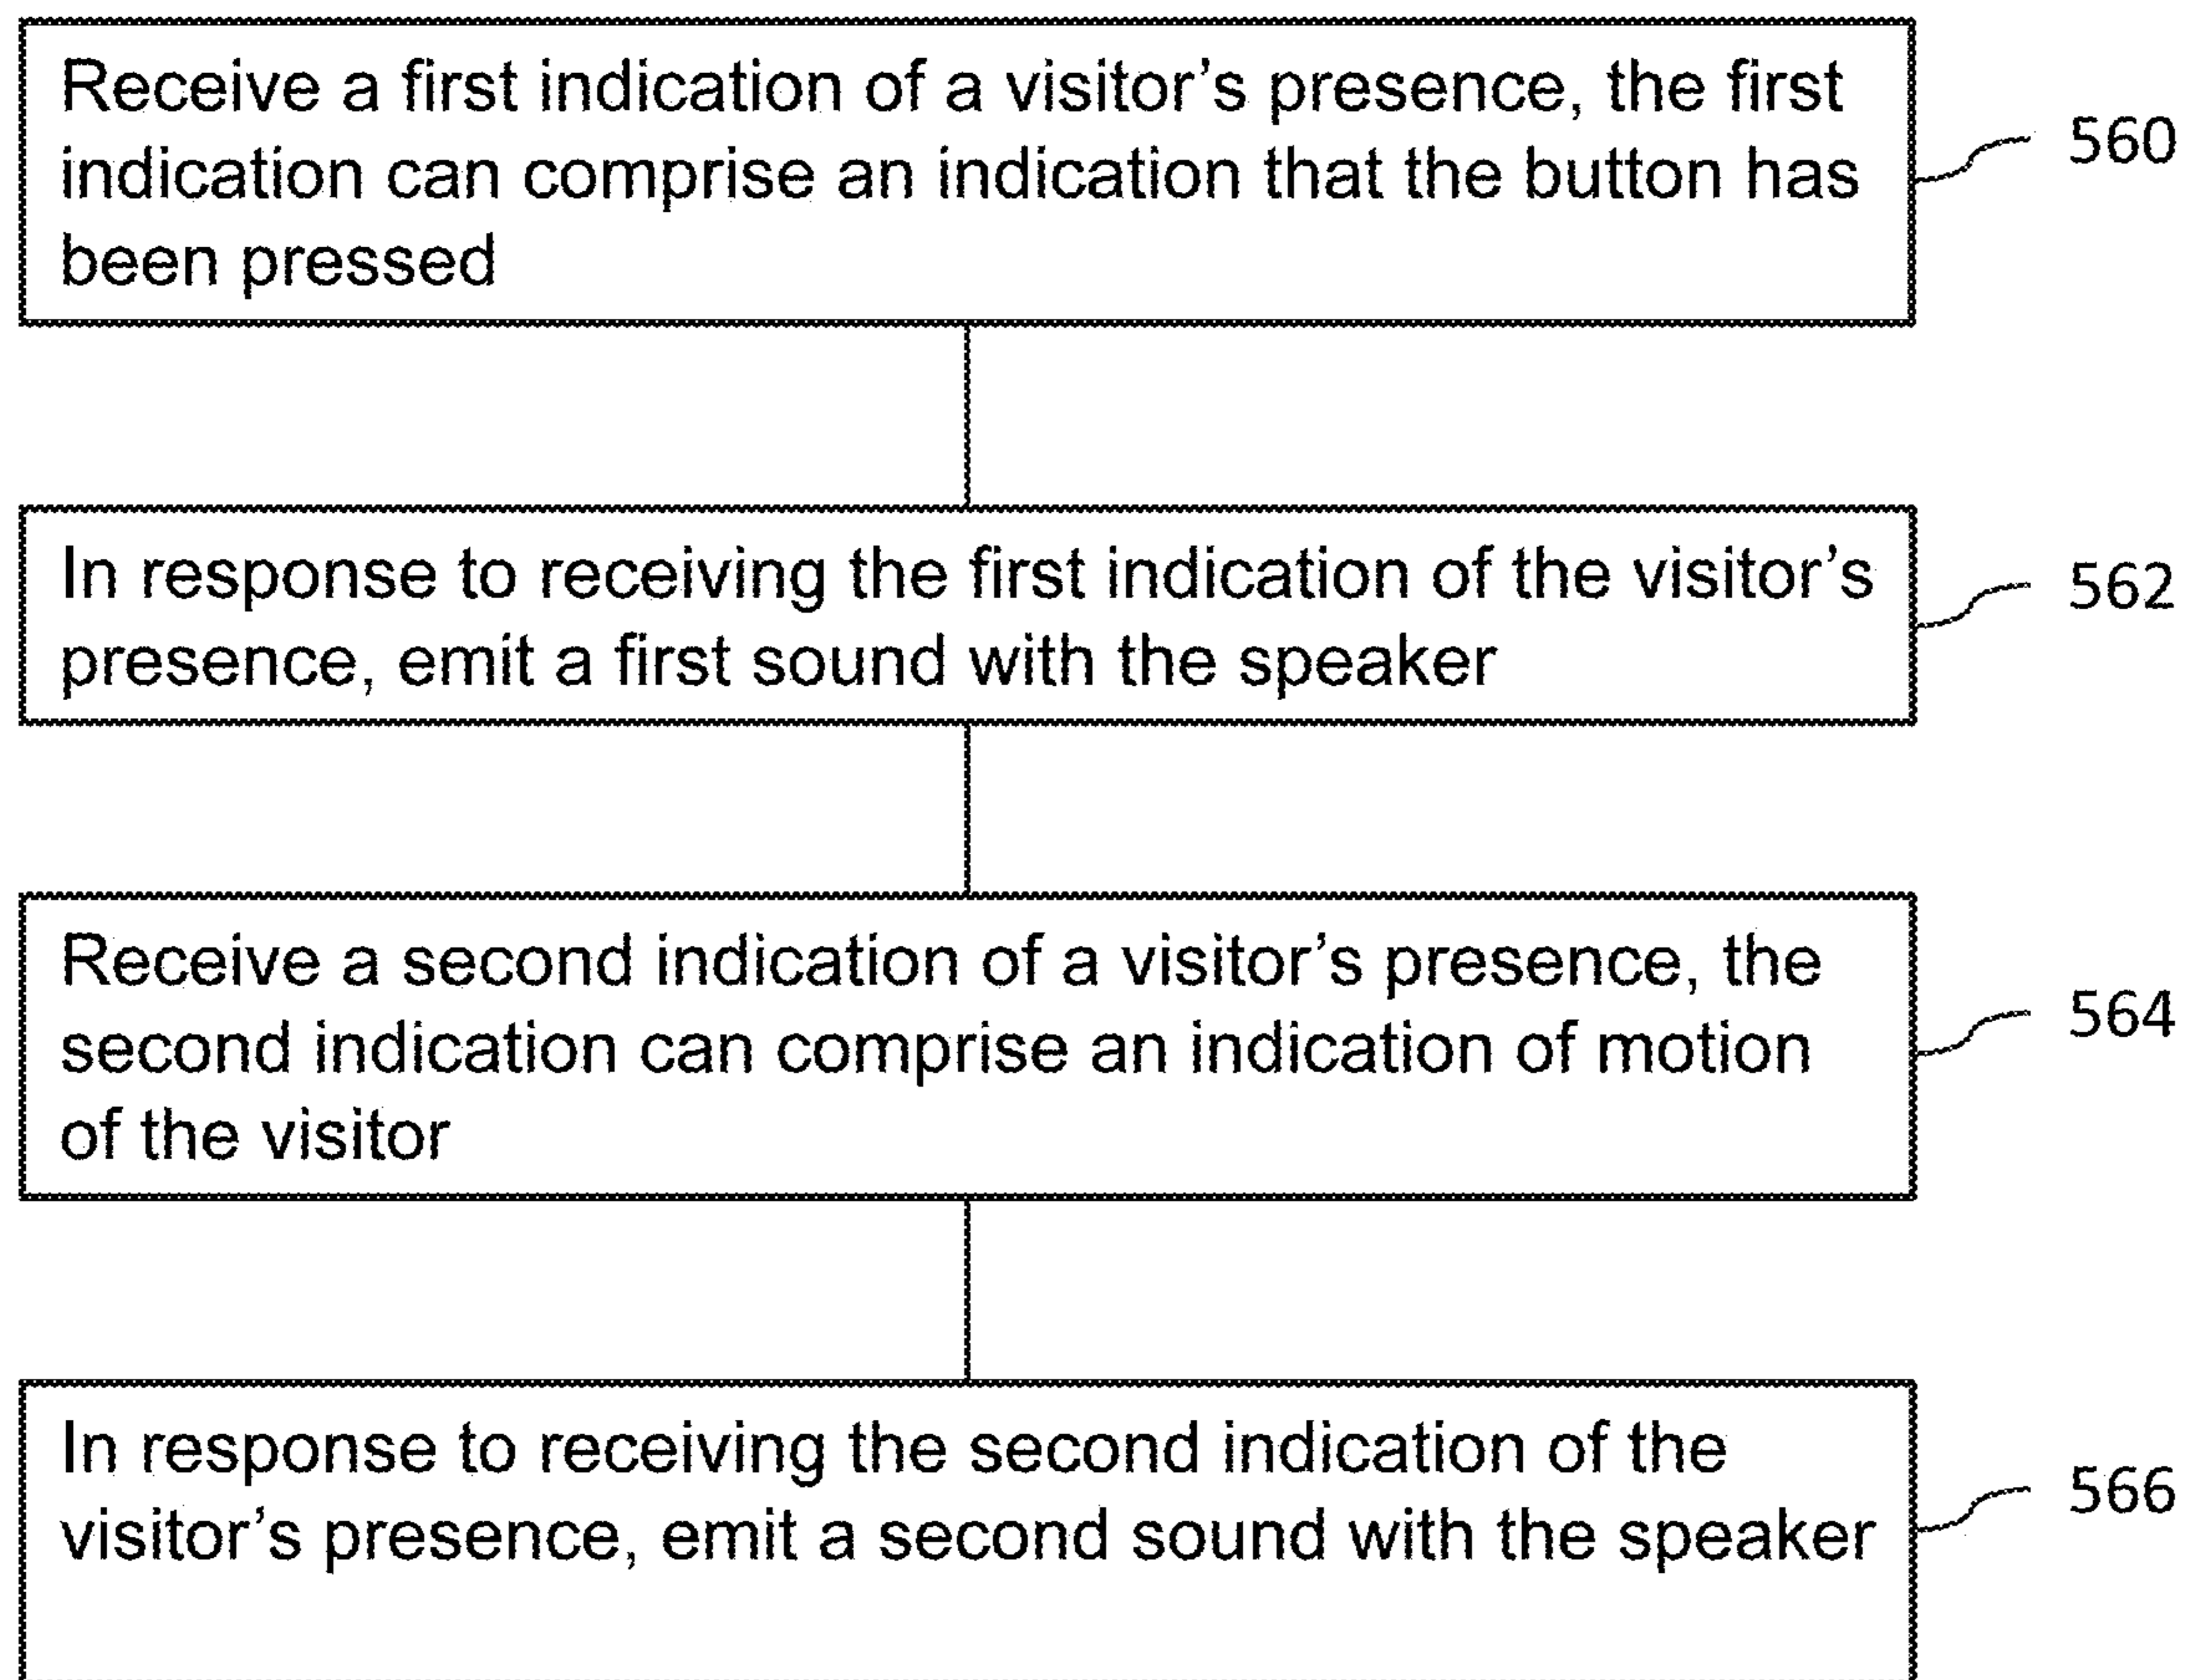 Receive a first indication of a visitor's presence, the first
indication can comprise an indication that the button has
been pressed
560
In response to receiving the first indication of the visitor's
presence, emit a first sound with the speaker
562
Receive a second indication of a visitor's presence, the
second indication can comprise an indication of motion
of the visitor
564
In response to receiving the second indication of the
visitor's presence, emit a second sound with the speaker
566